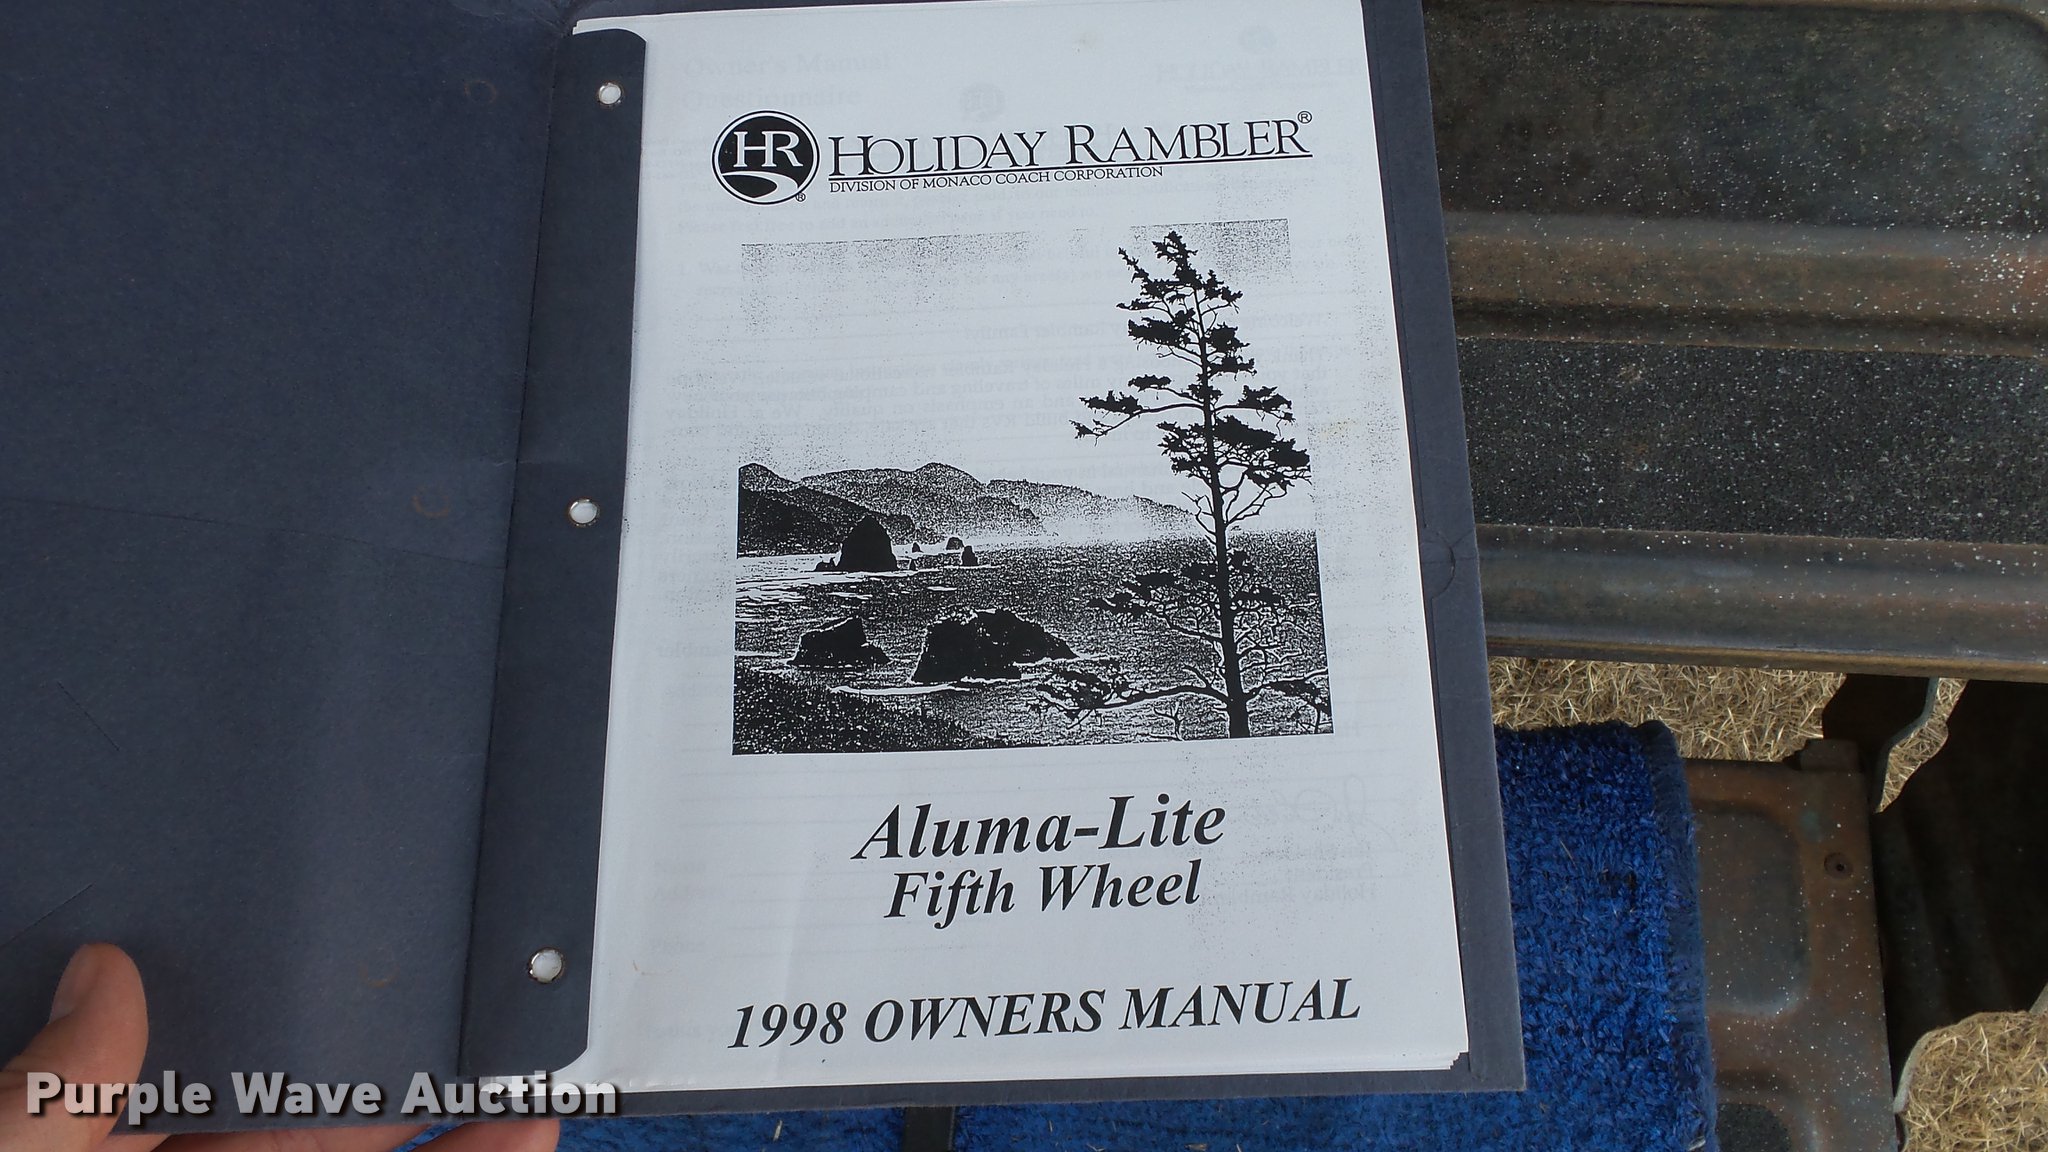 HR
HOLIDAY RAMBLER®
®
DIVISION OF MONACO COACH CORPORATION
Aluma-Lite
Fifth Wheel
1998 OWNERS MANUAL
Purple Wave Auction